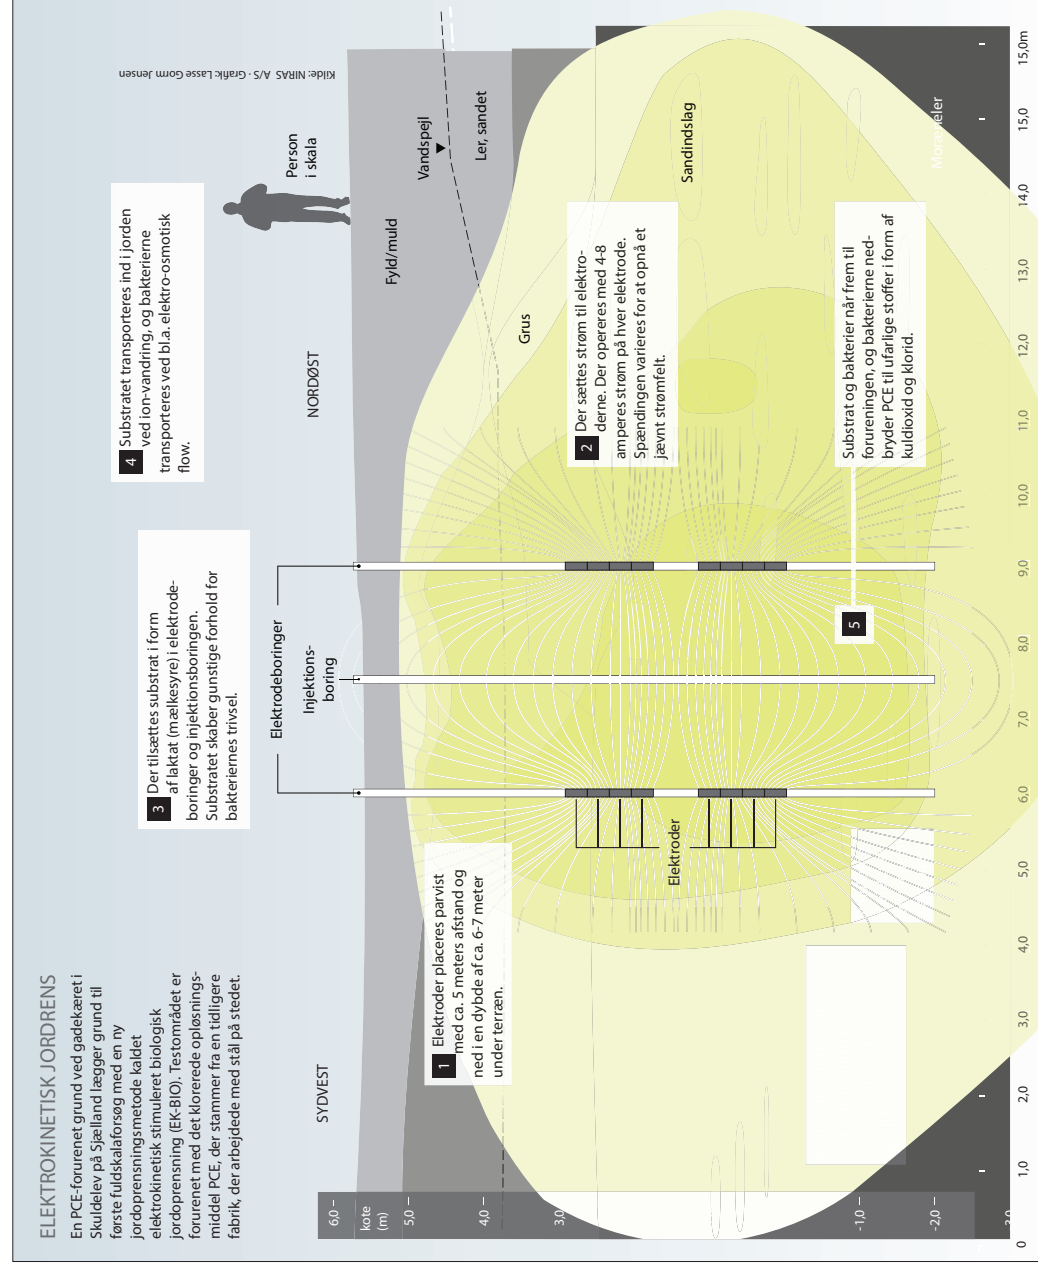 ELEKTROKINETISK JORDRENS
En PCE-forurenet grund ved gadekæret i
Skuldelev på Sjælland lægger grund til
første fuldskalaforsøg med en ny
jordoprensningsmetode kaldet
elektrokinetisk stimuleret biologisk
jordoprensning (EK-BIO). Testområdet er
forurenet med det klorerede opløsnings-
middel PCE, der stammer fra en tidligere
fabrik, der arbejdede med stål på stedet.
3 Der tilsættes substrat i form
af laktat (mælkesyre) i elektrode-
boringer og injektionsboringen.
Substratet skaber gunstige forhold for
bakteriernes trivsel.
4 Substratet transporteres ind i jorden
ved ion-vandring, og bakterierne
transporteres ved bl.a. elektro-osmotisk
flow.
Kilde: NIRAS A/S · Grafik: Lasse Gorm Jensen
Person
i skala
Elektrodeboringer
Injektions-
boring
SYDVEST
NORDØST
Fyld/muld
Vandspejl
Ler, sandet
Grus
1 Elektroder placeres parvist
med ca. 5 meters afstand og
ned i en dybde af ca. 6-7 meter
under terræn.
2 Der sættes strøm til elektro-
derne. Der opereres med 4-8
amperes strøm på hver elektrode.
Spændingen varieres for at opnå et
jævnt strømfelt.
Sandindslag
Elektroder
5
Substrat og bakterier når frem til
forureningen, og bakterierne ned-
bryder PCE til ufarlige stoffer i form af
kuldioxid og klorid.
Moræneler
6,0
kote
(m)
5,0
4,0
3,0
-1,0
-2,0
3,0
0 1,0 2,0 3,0 4,0 5,0 6,0 7,0 8,0 9,0 10,0 11,0 12,0 13,0 14,0 15,0 15,0m